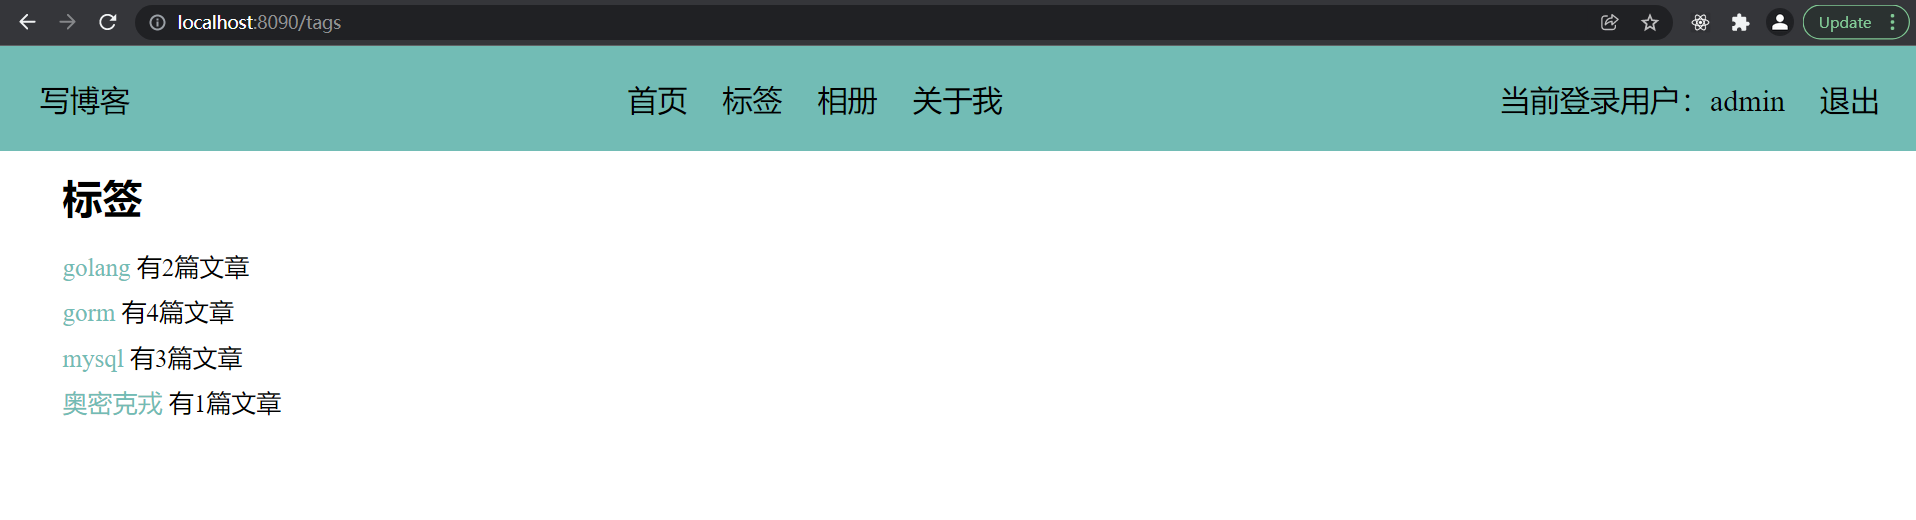 localhost:8090/tags
Update
写博客 首页 标签 相册 关于我 当前登录用户：admin 退出
标签
golang 有2篇文章
gorm 有4篇文章
mysql 有3篇文章
奥密克戎 有1篇文章